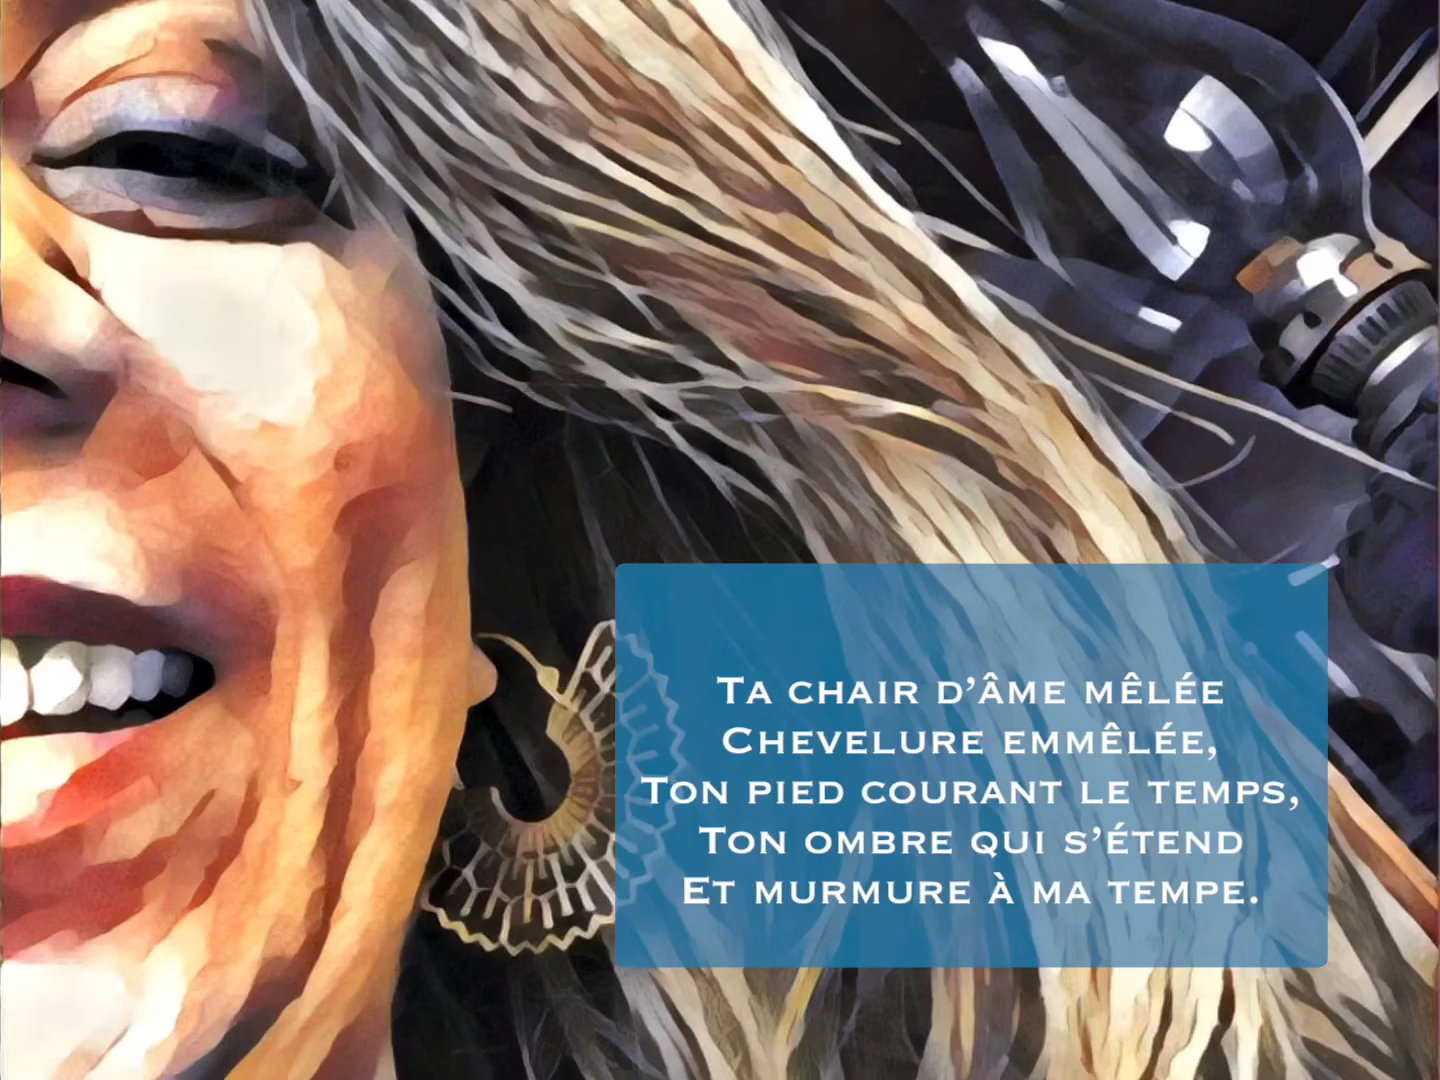 Ta chair d’âme mêlée
Chevelure emmêlée,
Ton pied courant le temps,
Ton ombre qui s’étend
Et murmure à ma tempe.